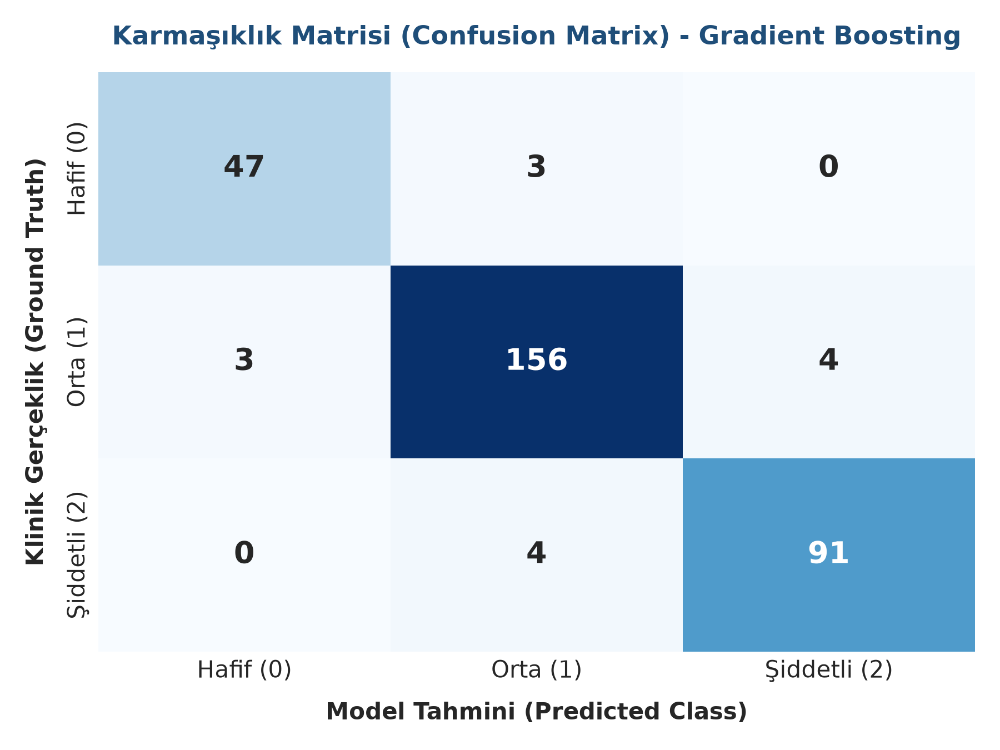 Karmaşıklık Matrisi (Confusion Matrix) - Gradient Boosting
Klinik Gerçeklik (Ground Truth)
Hafif (0)
47
3
0
Orta (1)
3
156
4
Şiddetli (2)
0
4
91
Hafif (0)
Orta (1)
Şiddetli (2)
Model Tahmini (Predicted Class)